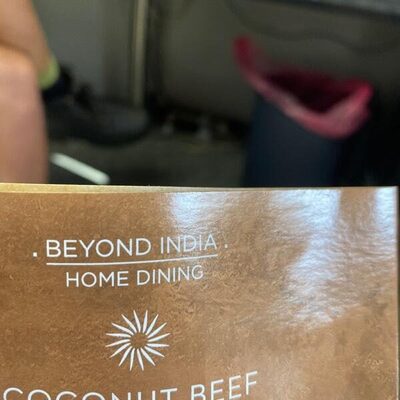 · BEYOND INDIA ·
HOME DINING
COCONUT BEEF